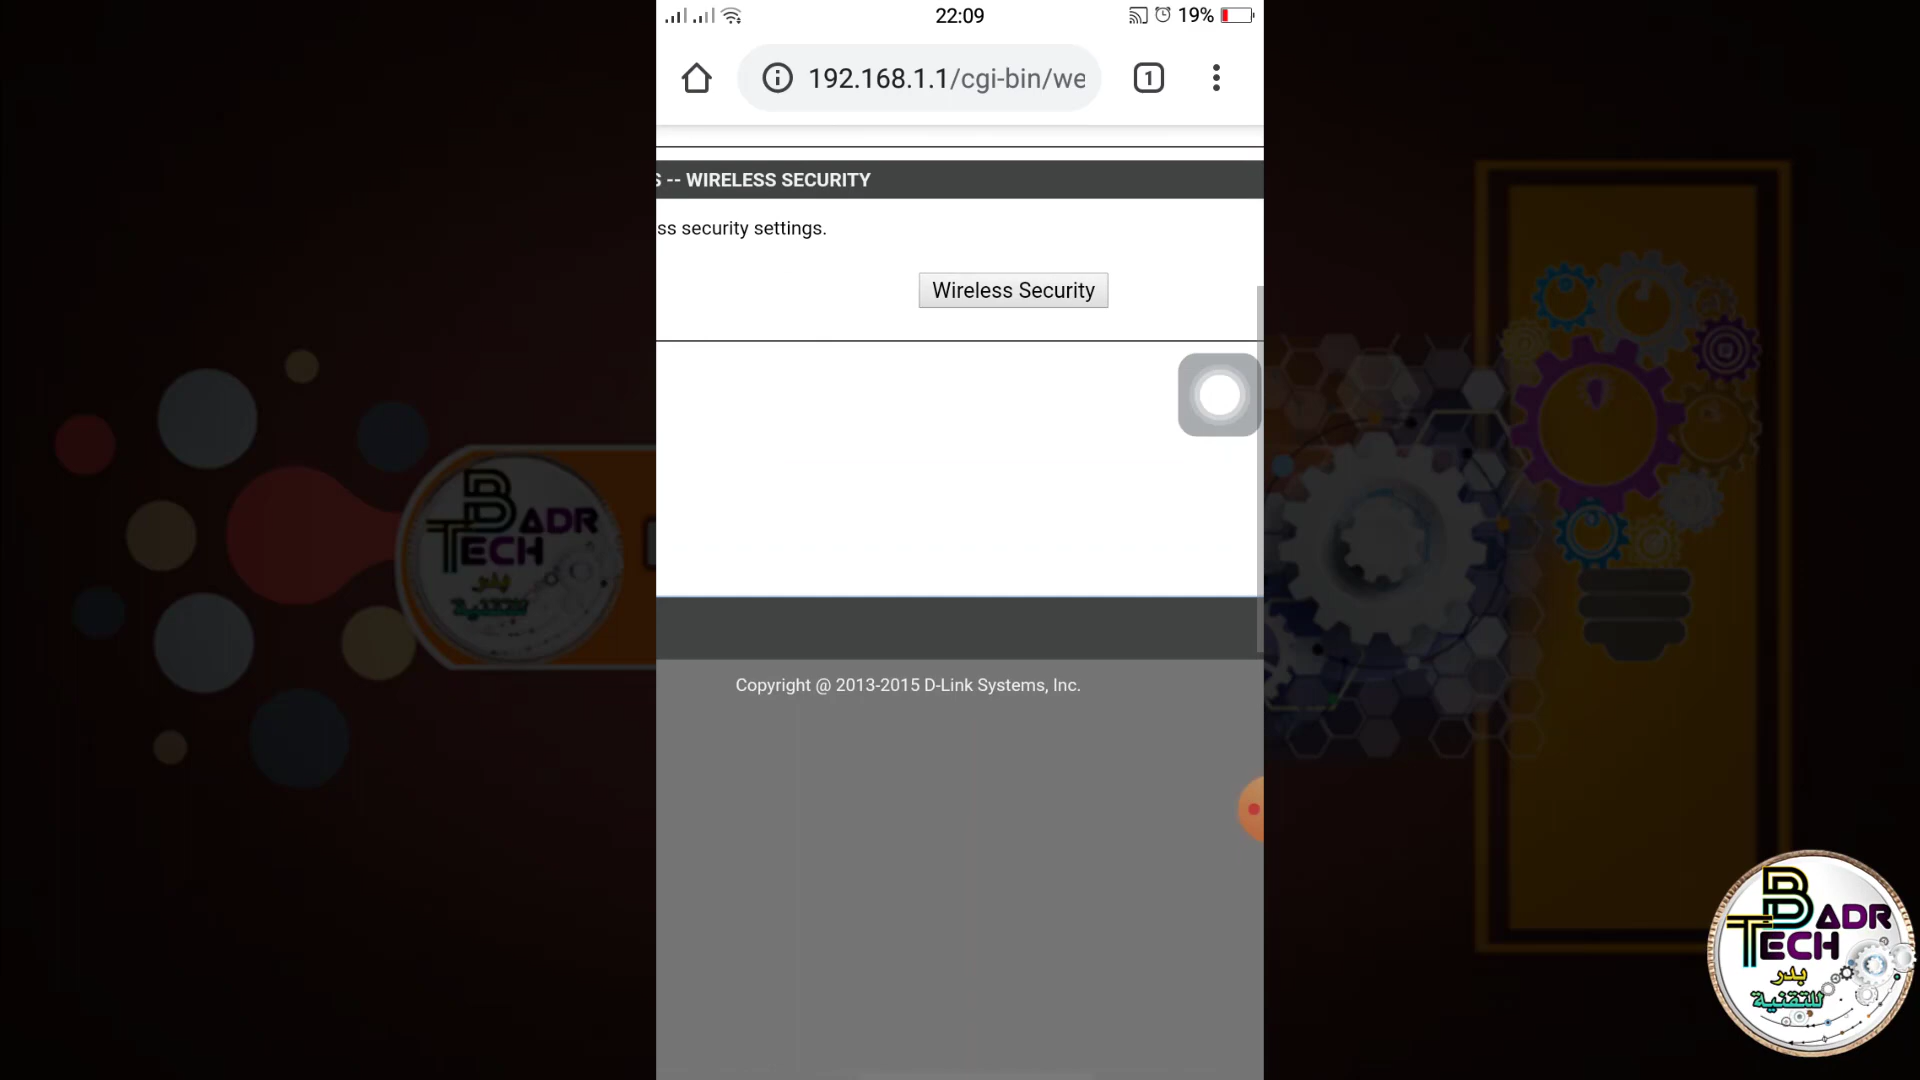 22:09
19%
192.168.1.1/cgi-bin/we
1
S -- WIRELESS SECURITY
ss security settings.
Wireless Security
Copyright @ 2013-2015 D-Link Systems, Inc.
BADR
TECH
بدر
للتقنية
BADR
TECH
بدر
للتقنية